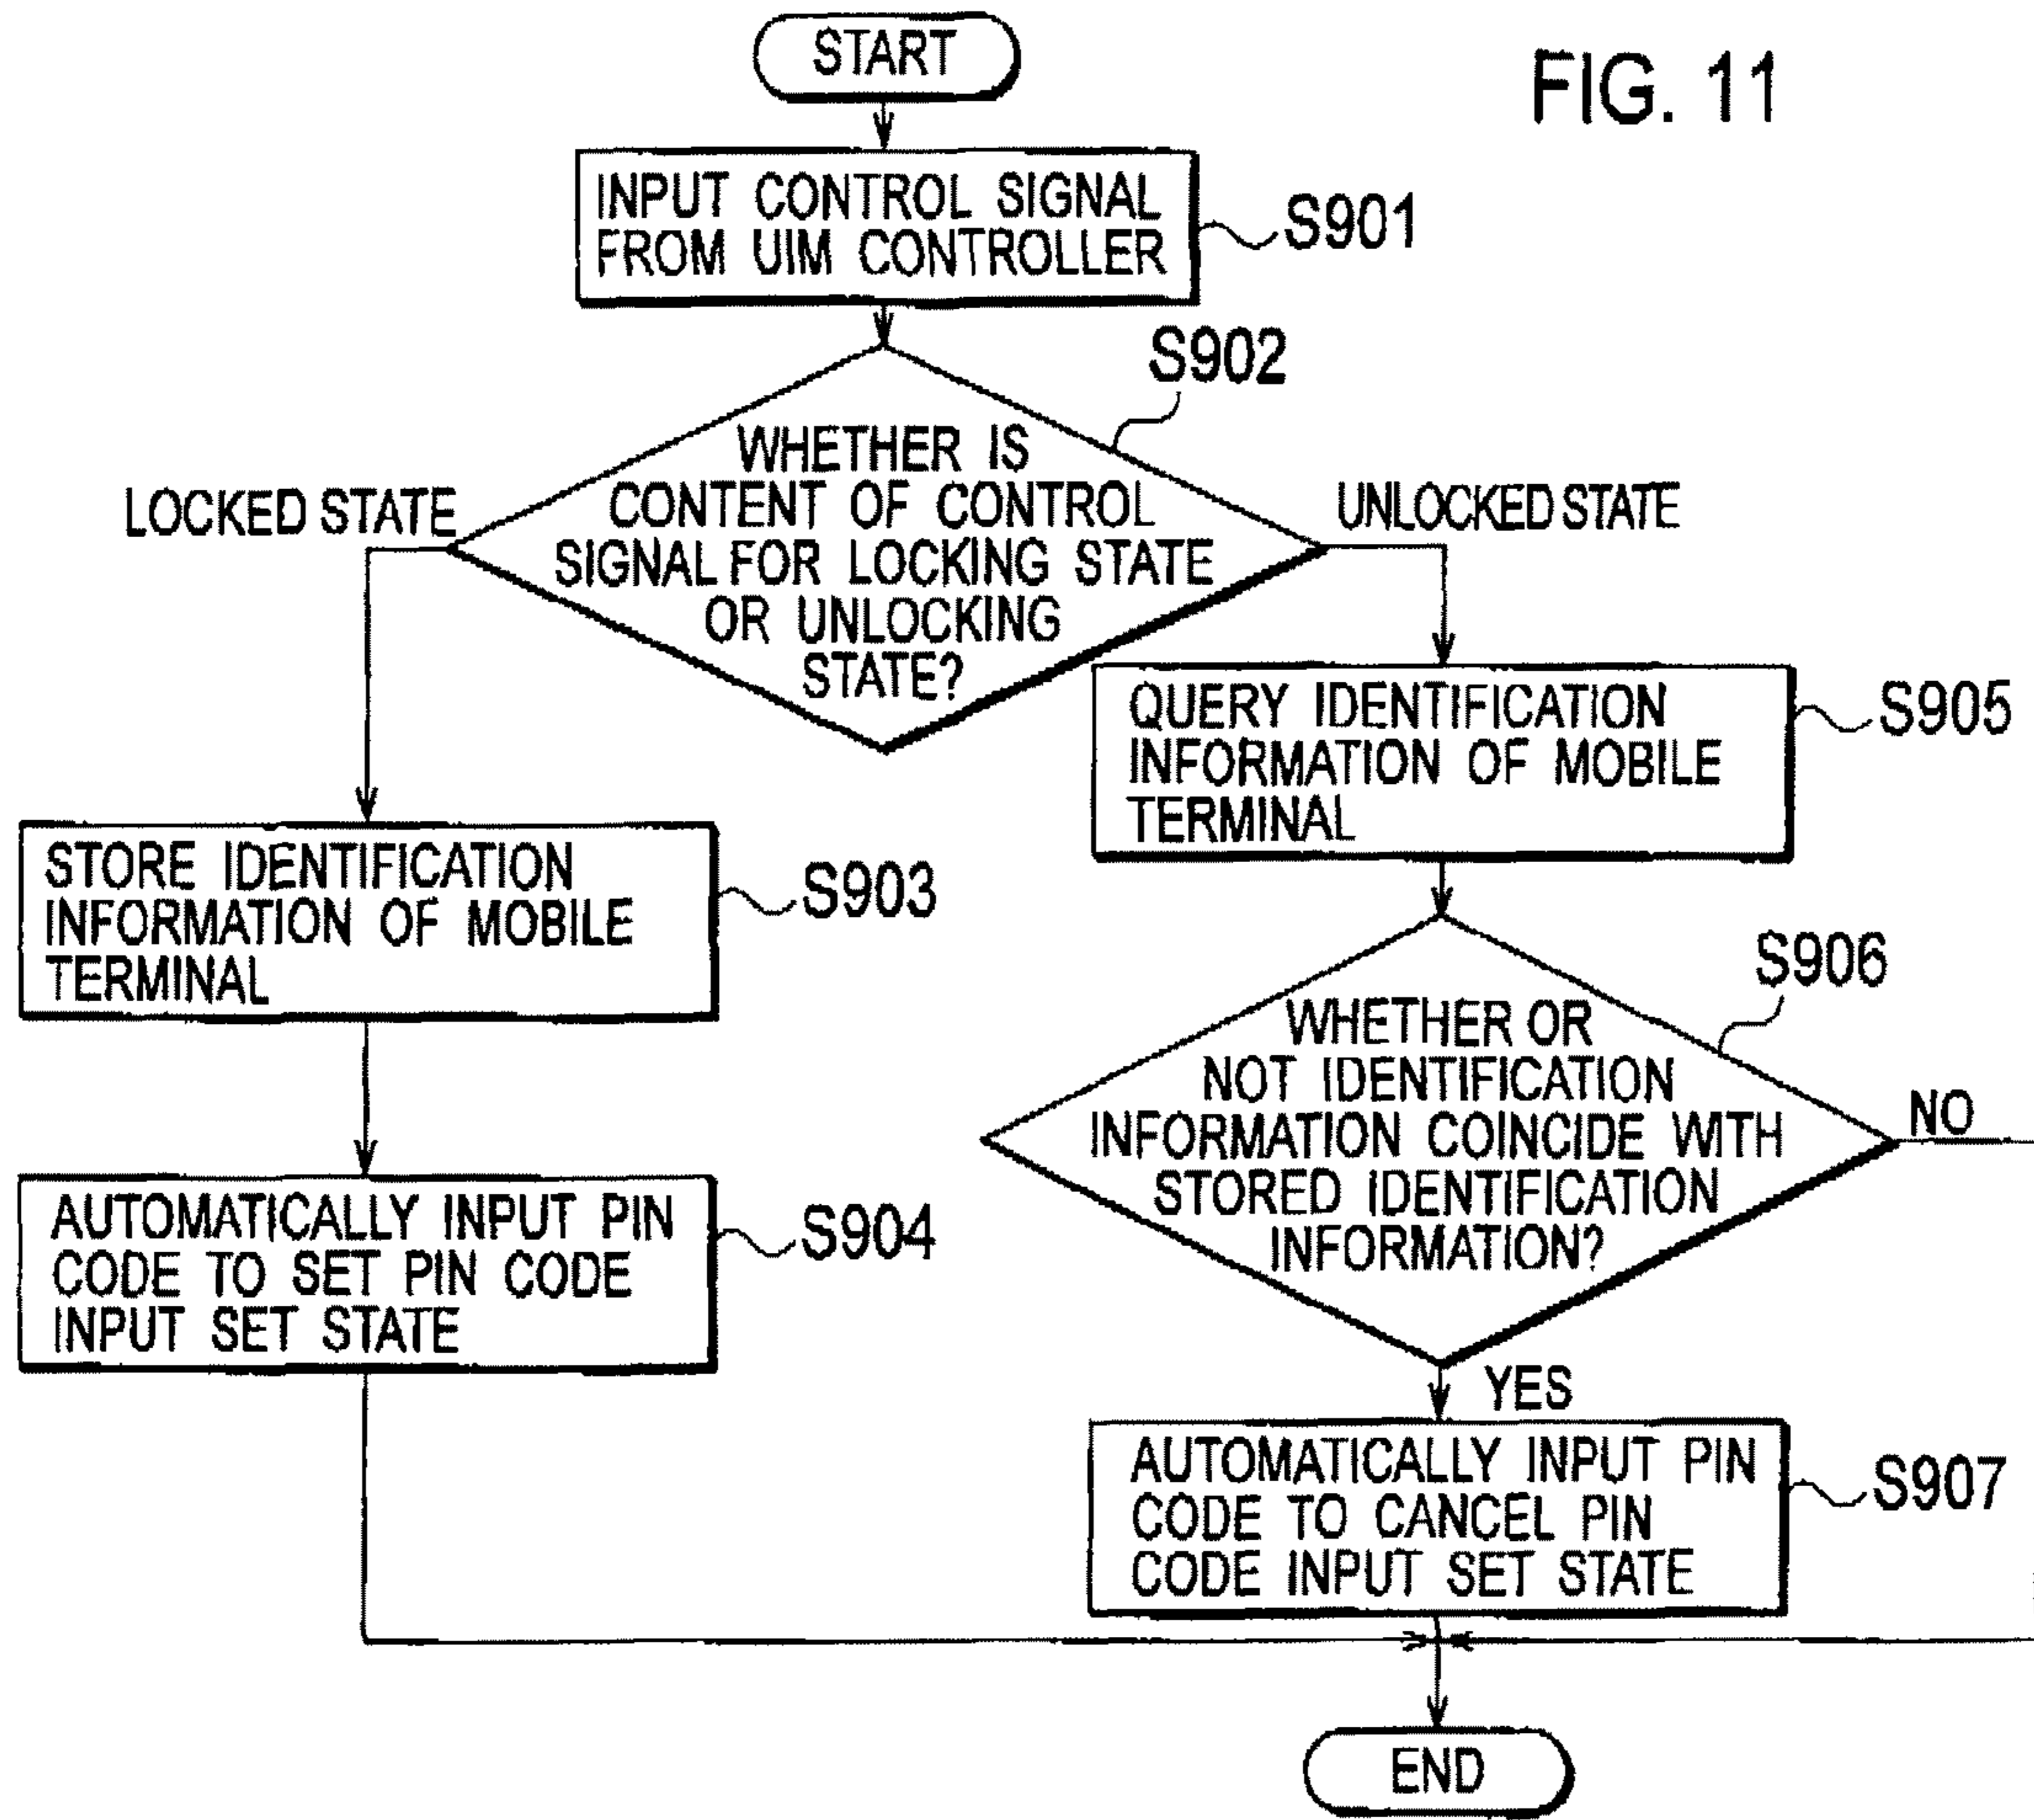 START
FIG. 11
INPUT CONTROL SIGNAL
FROM UIM CONTROLLER
S901
S902
WHETHER IS
CONTENT OF CONTROL
SIGNAL FOR LOCKING STATE
OR UNLOCKING
STATE?
LOCKED STATE
UNLOCKED STATE
STORE IDENTIFICATION
INFORMATION OF MOBILE
TERMINAL
S903
AUTOMATICALLY INPUT PIN
CODE TO SET PIN CODE
INPUT SET STATE
S904
QUERY IDENTIFICATION
INFORMATION OF MOBILE
TERMINAL
S905
S906
WHETHER OR
NOT IDENTIFICATION
INFORMATION COINCIDE WITH
STORED IDENTIFICATION
INFORMATION?
NO
YES
AUTOMATICALLY INPUT PIN
CODE TO CANCEL PIN
CODE INPUT SET STATE
S907
END